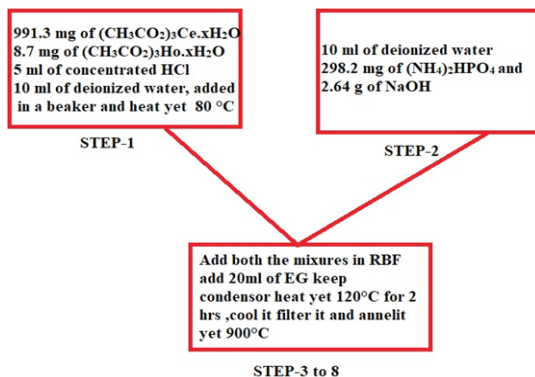 991.3 mg of (CH3CO2)3Ce.xH2O
8.7 mg of (CH3CO2)3Ho.xH2O
5 ml of concentrated HCl
10 ml of deionized water, added
in a beaker and heat yet 80 °C
STEP-1
10 ml of deionized water
298.2 mg of (NH4)2HPO4 and
2.64 g of NaOH
STEP-2
Add both the mixures in RBF
add 20ml of EG keep
condensor heat yet 120°C for 2
hrs ,cool it filter it and annelit
yet 900°C
STEP-3 to 8